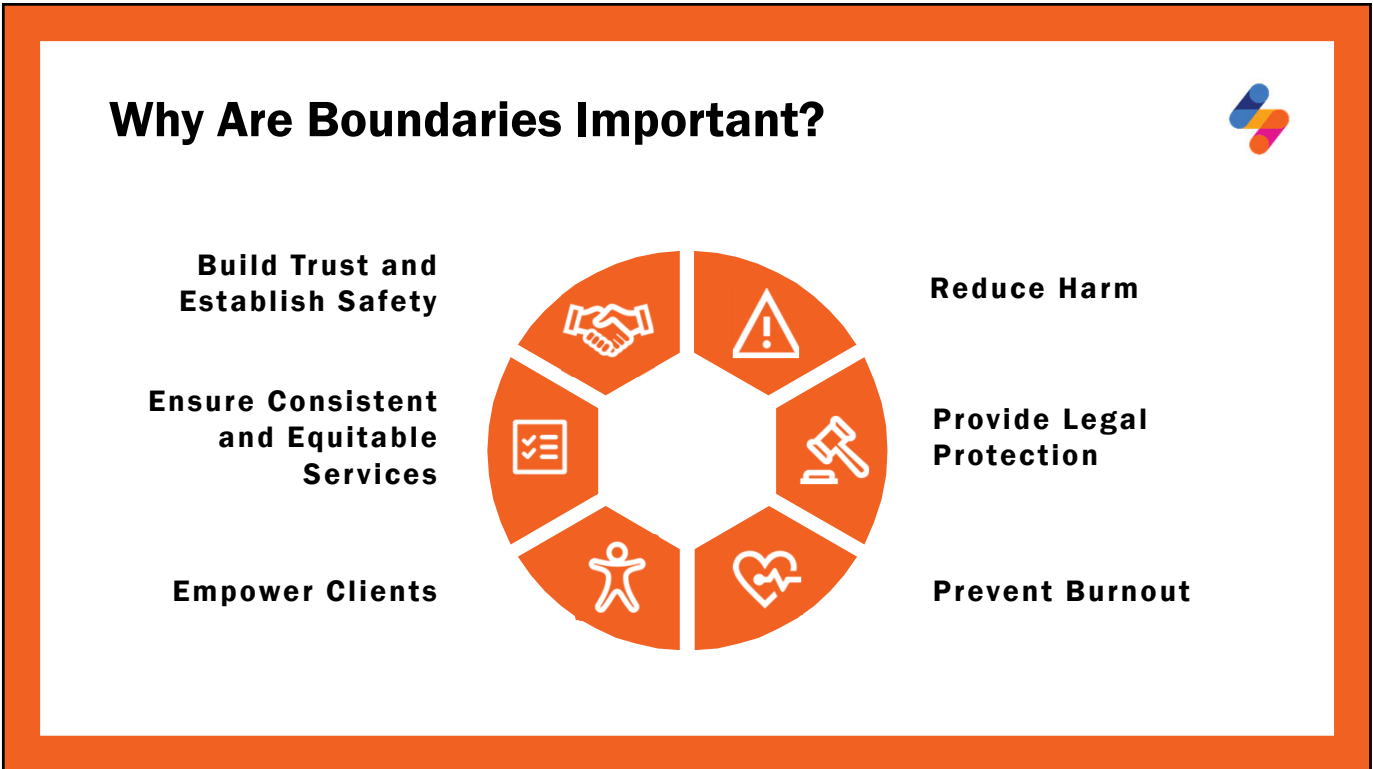 Why Are Boundaries Important?
Build Trust and
Establish Safety
Ensure Consistent
and Equitable
Services
Empower Clients
Reduce Harm
Provide Legal
Protection
Prevent Burnout